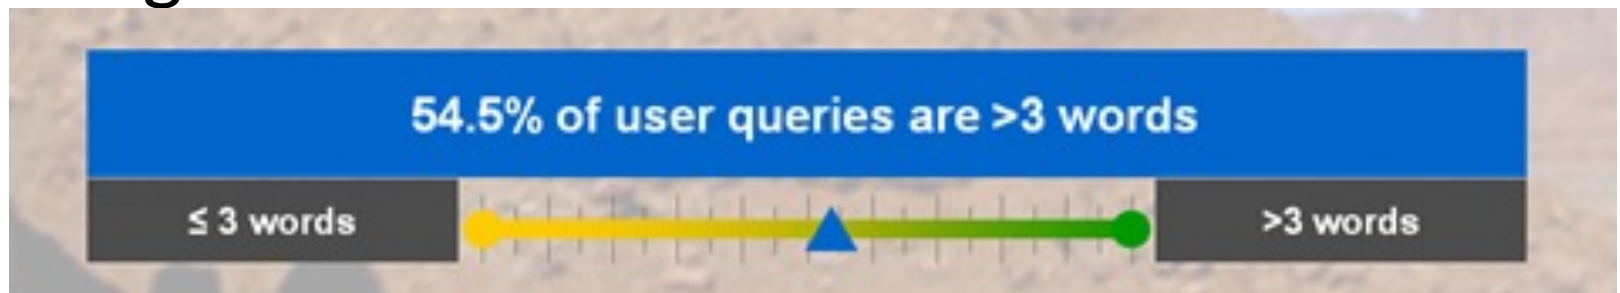 54.5% of user queries are >3 words
≤ 3 words
>3 words